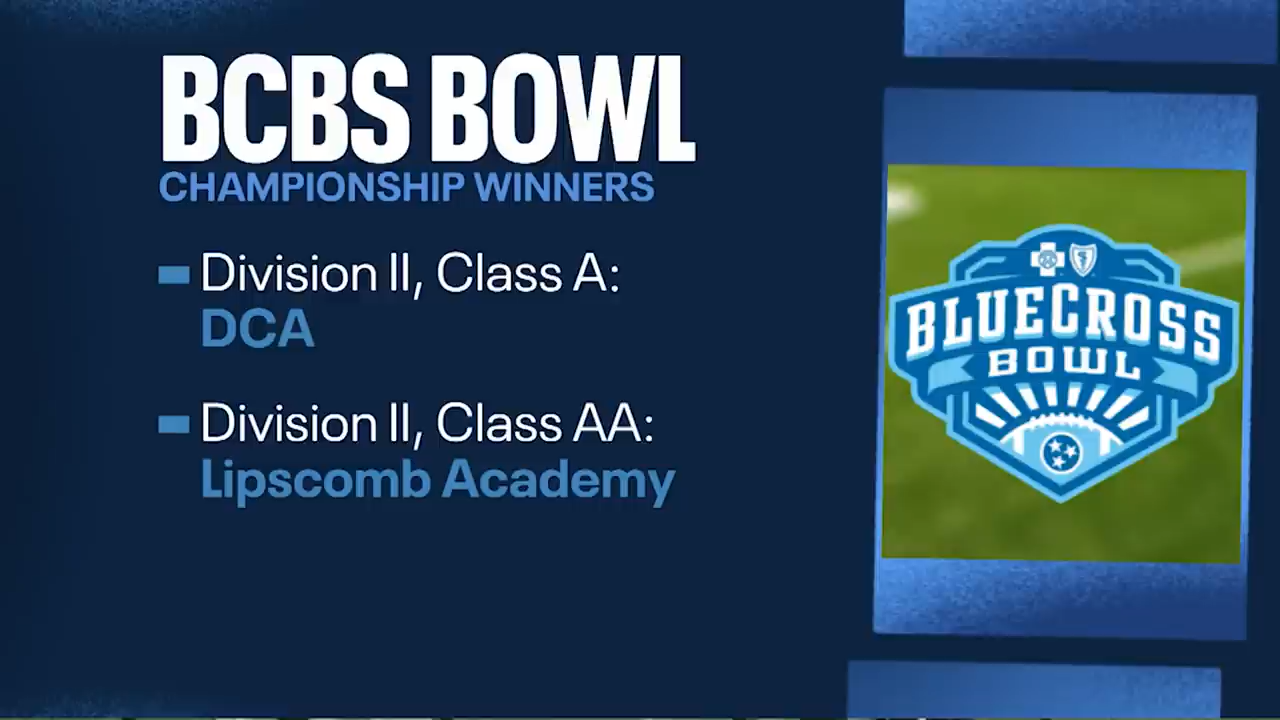 BCBS BOWL
CHAMPIONSHIP WINNERS
Division II, Class A:
DCA
Division II, Class AA:
Lipscomb Academy
BLUECROSS
BOWL